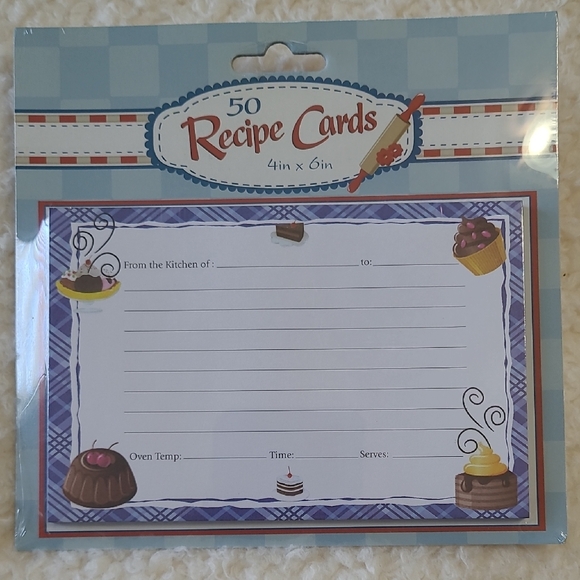 50
Recipe Cards
4in x 6in
From the Kitchen of : to:
Oven Temp: Time: Serves: